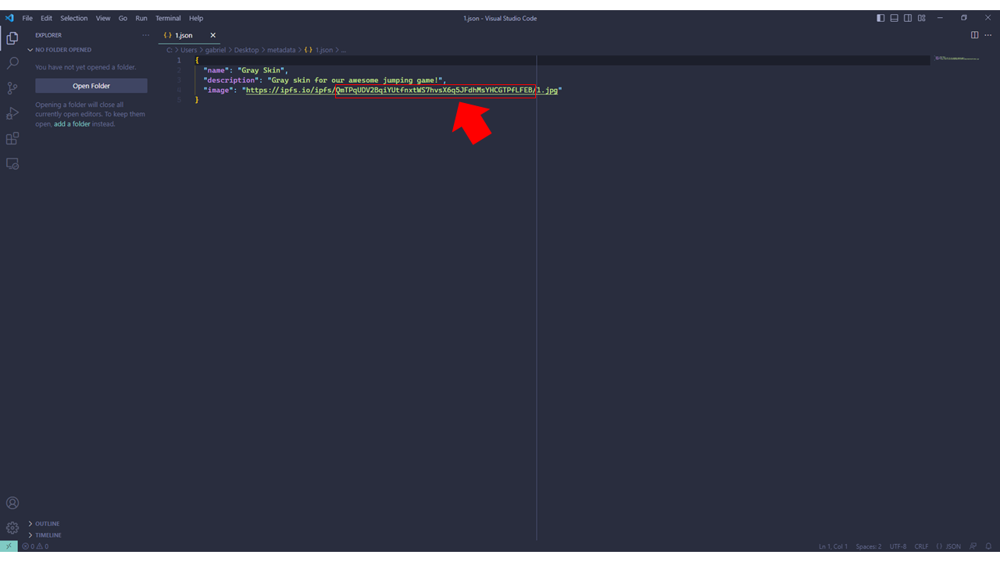 File Edit Selection View Go Run Terminal Help
1.json - Visual Studio Code
EXPLORER
{.} 1.json
NO FOLDER OPENED
C: > Users > gabriel > Desktop > metadata > {.} 1.json > ...
You have not yet opened a folder.
Open Folder
Opening a folder will close all
currently open editors. To keep them
open, add a folder instead.
1 {
2 "name": "Gray Skin",
3 "description": "Gray skin for our awesome jumping game!",
4 "image": "https://ipfs.io/ipfs/QmTPqUDV2BqiYUtfnxtWS7hvsX6q5JFdhMsYHCGTPfLFEB/1.jpg"
5 }
OUTLINE
TIMELINE
0 0
Ln 1, Col 1 Spaces: 2 UTF-8 CRLF {} JSON